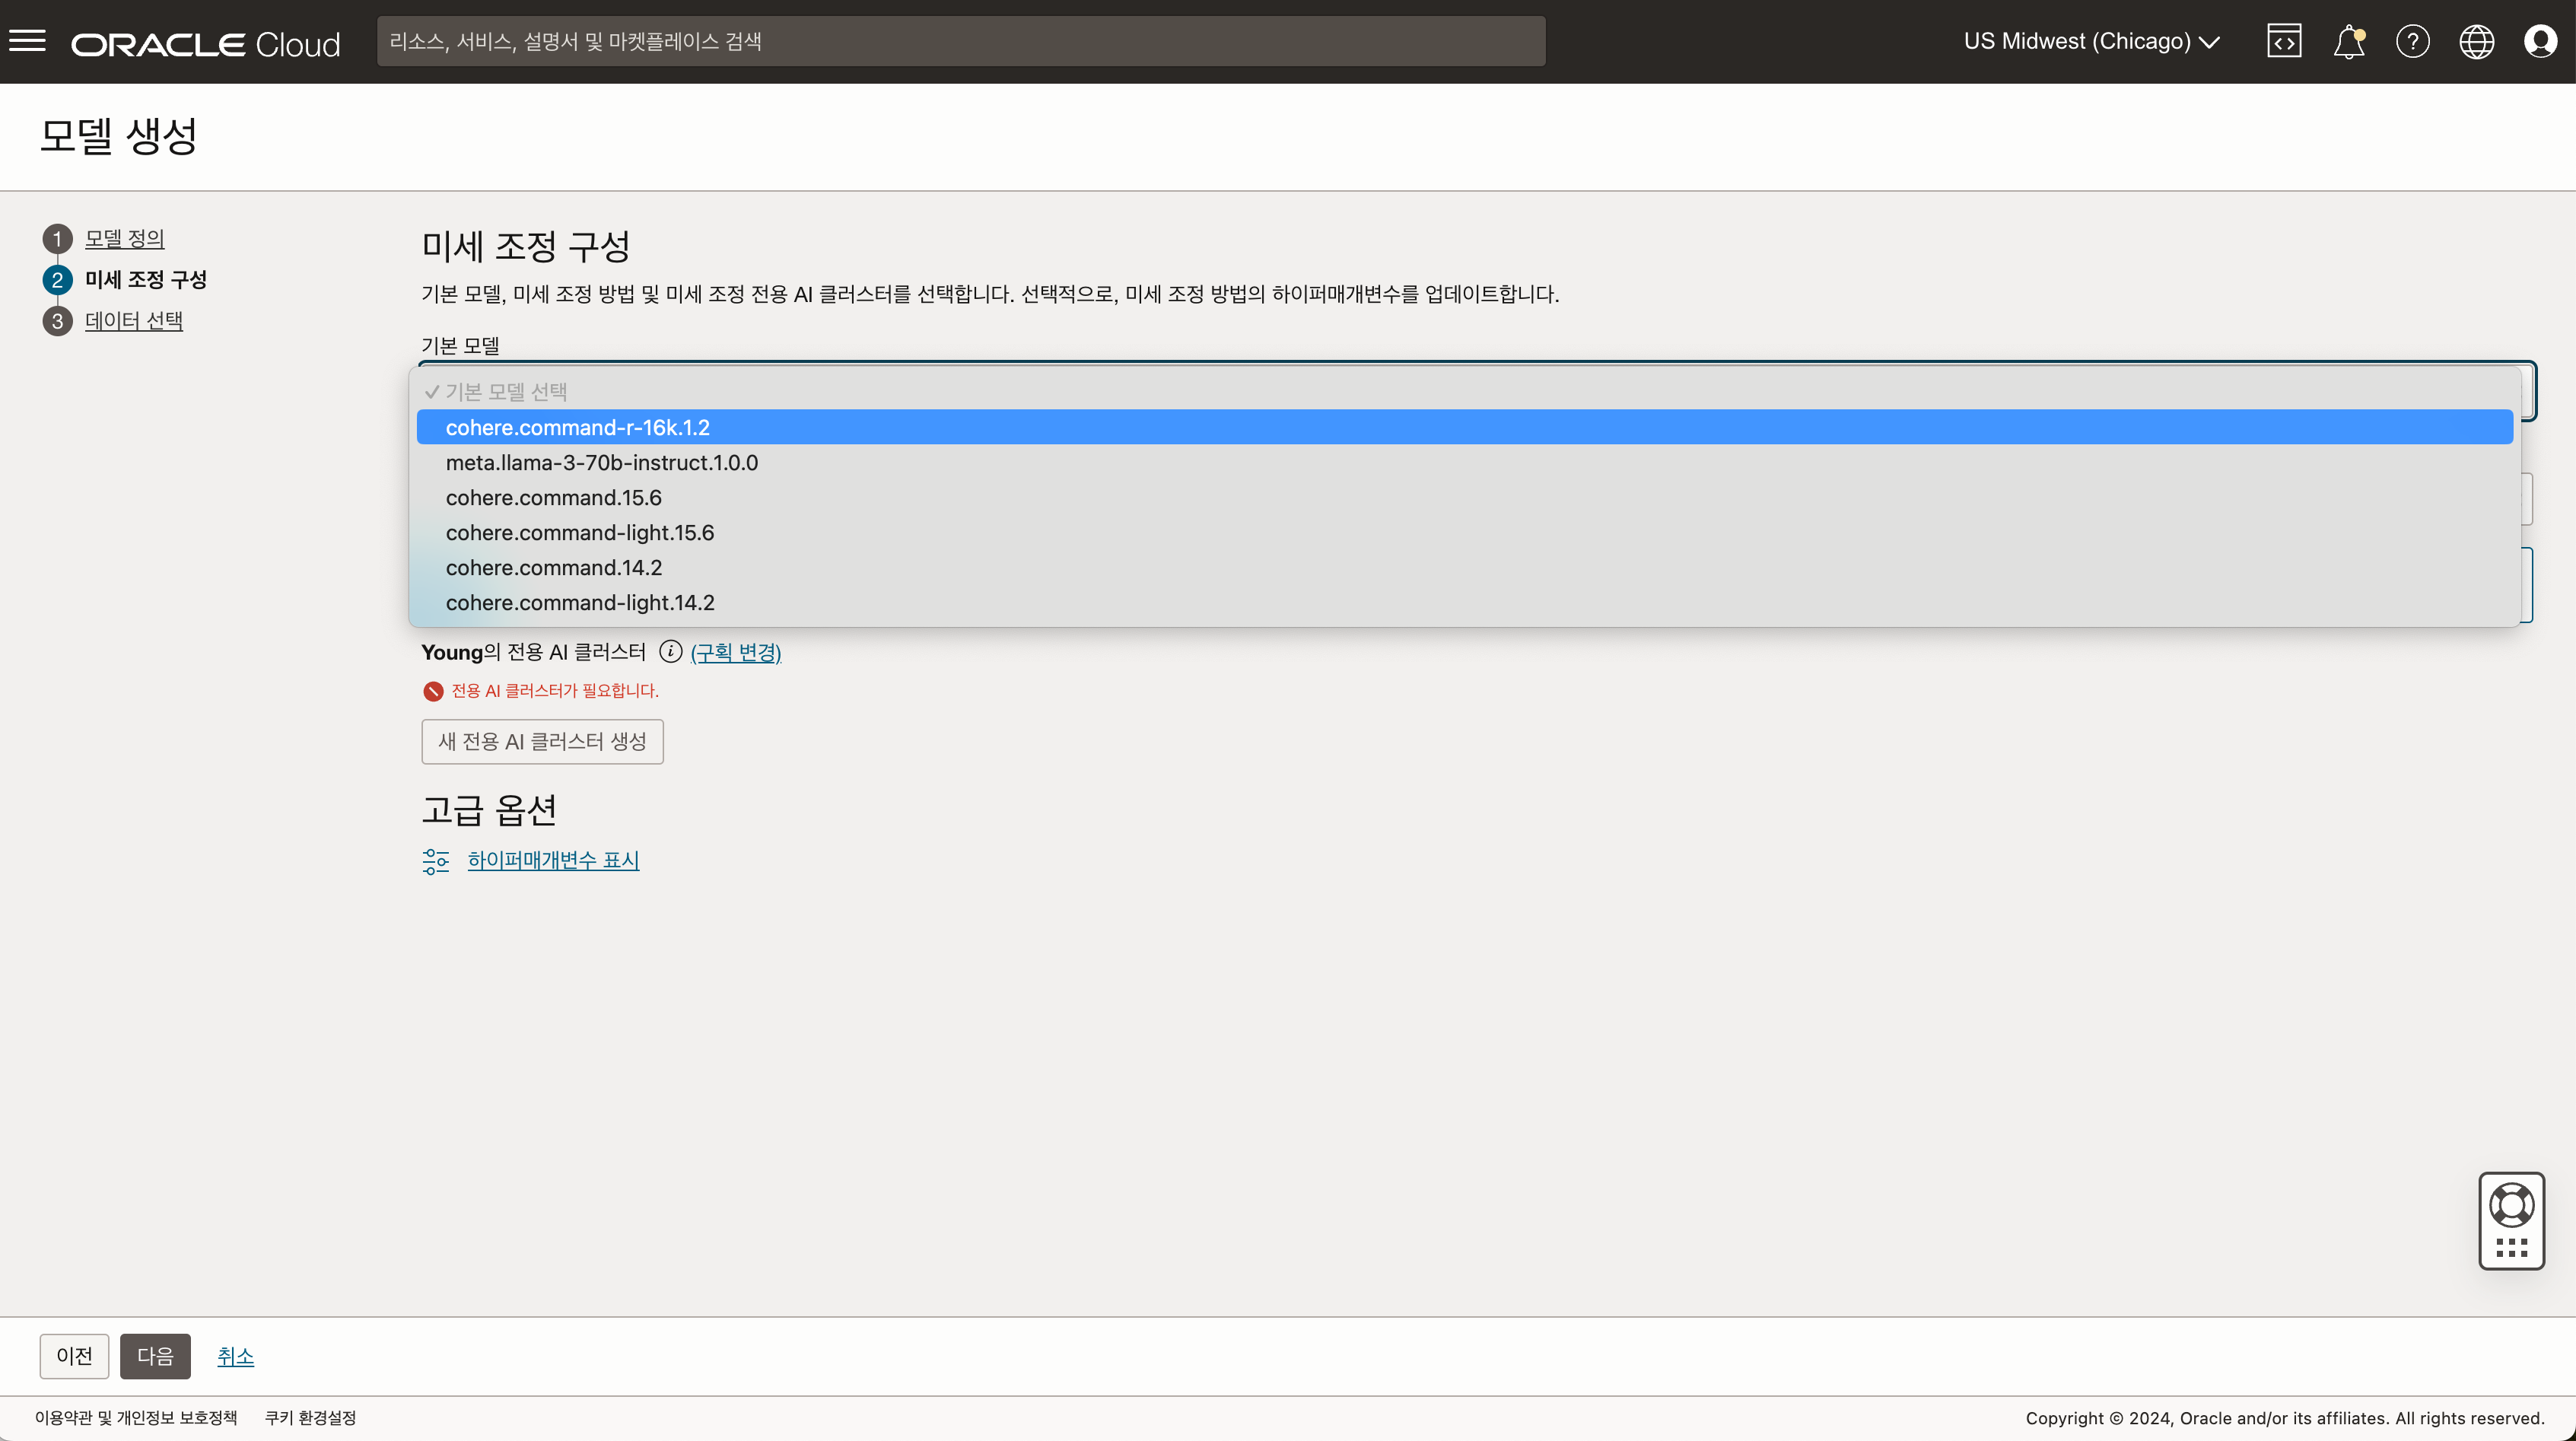 ORACLE Cloud
리소스, 서비스, 설명서 및 마켓플레이스 검색
US Midwest (Chicago)
모델 생성
1 모델 정의
2 미세 조정 구성
3 데이터 선택
미세 조정 구성
기본 모델, 미세 조정 방법 및 미세 조정 전용 AI 클러스터를 선택합니다. 선택적으로, 미세 조정 방법의 하이퍼매개변수를 업데이트합니다.
기본 모델
기본 모델 선택
cohere.command-r-16k.1.2
meta.llama-3-70b-instruct.1.0.0
cohere.command.15.6
cohere.command-light.15.6
cohere.command.14.2
cohere.command-light.14.2
Young의 전용 AI 클러스터 (구획 변경)
전용 AI 클러스터가 필요합니다.
새 전용 AI 클러스터 생성
고급 옵션
하이퍼매개변수 표시
이전 다음 취소
이용약관 및 개인정보 보호정책 쿠키 환경설정
Copyright © 2024, Oracle and/or its affiliates. All rights reserved.